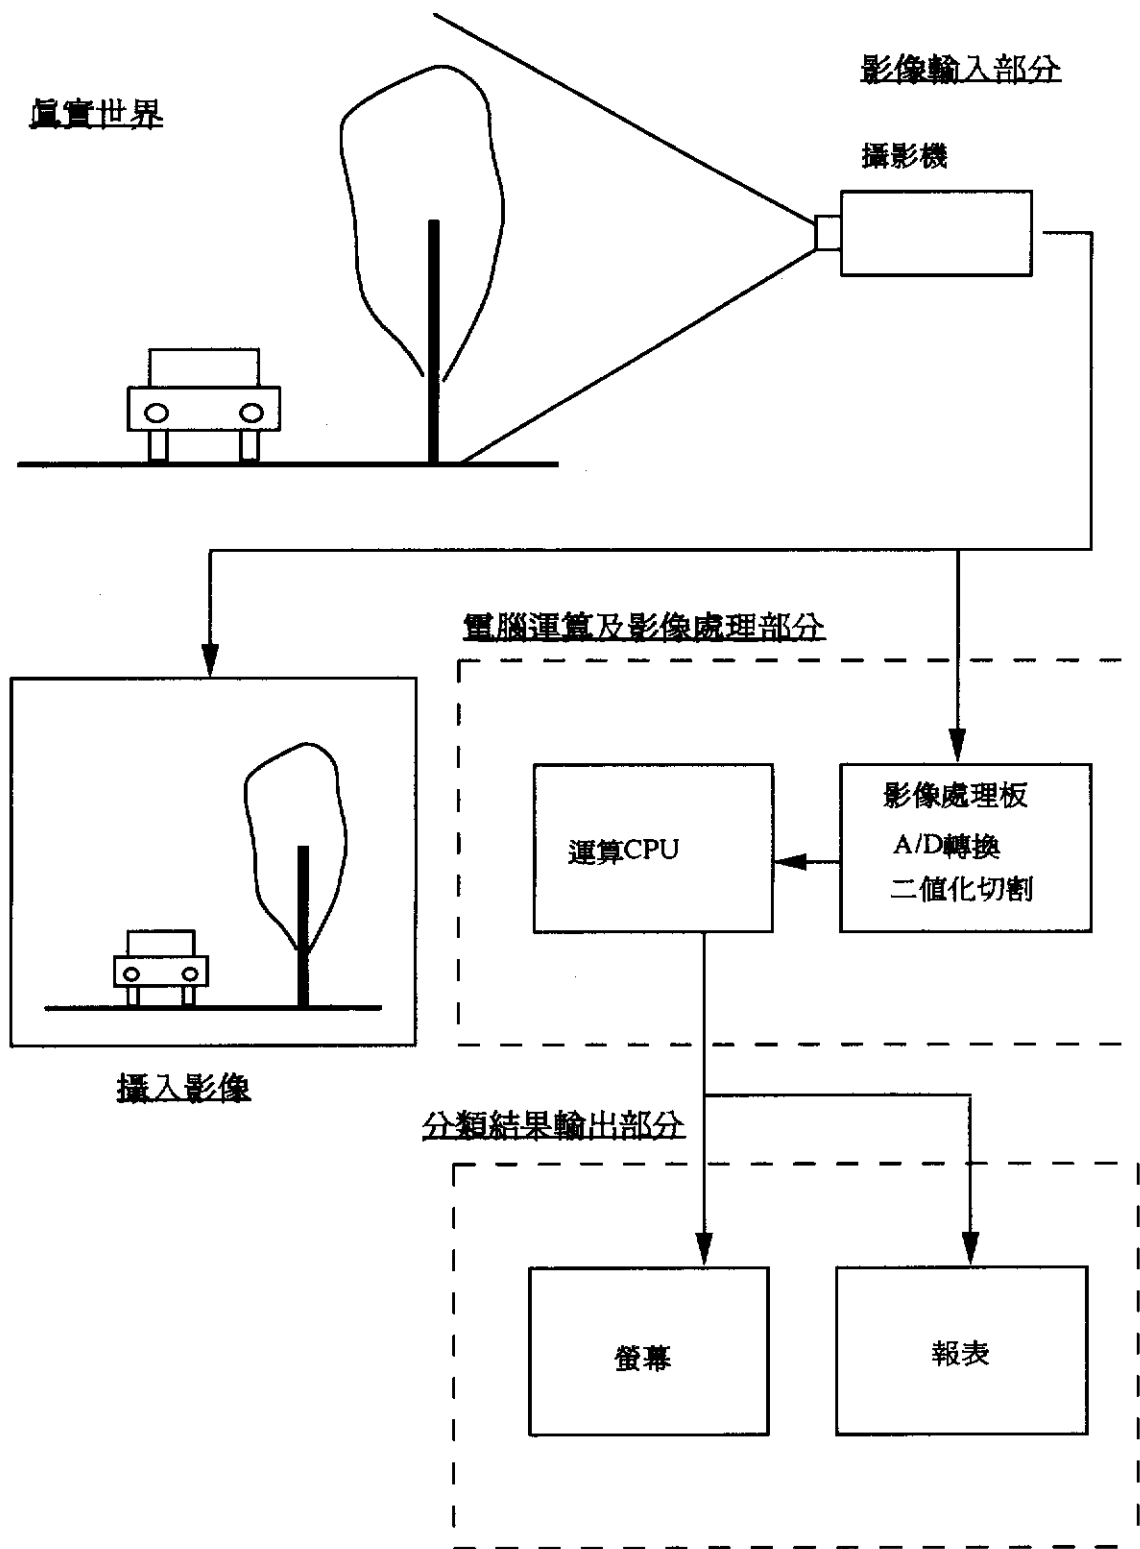 影像輸入部分
眞實世界
攝影機
電腦運算及影像處理部分
影像處理板
運算CPU
A/D轉換
二值化切割
攝入影像
分類結果輸出部分
螢幕
報表